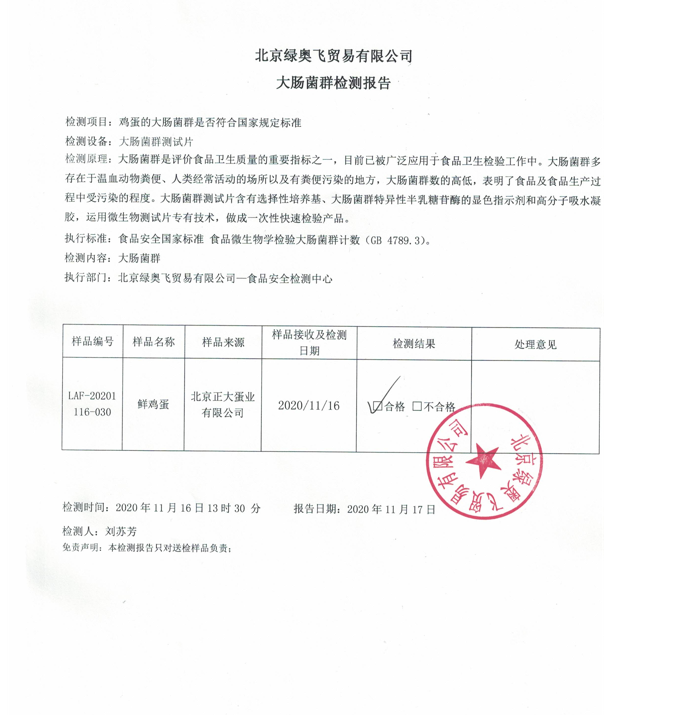 北京绿奥飞贸易有限公司
大肠菌群检测报告
检测项目：鸡蛋的大肠菌群是否符合国家规定标准
检测设备：大肠菌群测试片
检测原理：大肠菌群是评价食品卫生质量的重要指标之一，目前已被广泛应用于食品卫生检验工作中。大肠菌群多
存在于温血动物粪便、人类经常活动的场所以及有粪便污染的地方，大肠菌群数的高低，表明了食品及食品生产过
程中受污染的程度。大肠菌群测试片含有选择性培养基、大肠菌群特异性半乳糖苷酶的显色指示剂和高分子吸水凝
胶，运用微生物测试片专有技术，做成一次性快速检验产品。
执行标准：食品安全国家标准 食品微生物学检验大肠菌群计数（GB 4789.3）。
检测内容：大肠菌群
执行部门：北京绿奥飞贸易有限公司—食品安全检测中心
样品编号 样品名称 样品来源 样品接收及检测 检测结果 处理意见
日期
LAF-20201 鲜鸡蛋 北京正大蛋业 2020/11/16 √□合格 □不合格
116-030 有限公司
北京绿奥飞贸易有限公司
检测时间：2020 年 11 月 16 日 13 时 30 分 报告日期：2020 年 11 月 17 日
检测人：刘苏芳
免责声明：本检测报告只对送检样品负责；